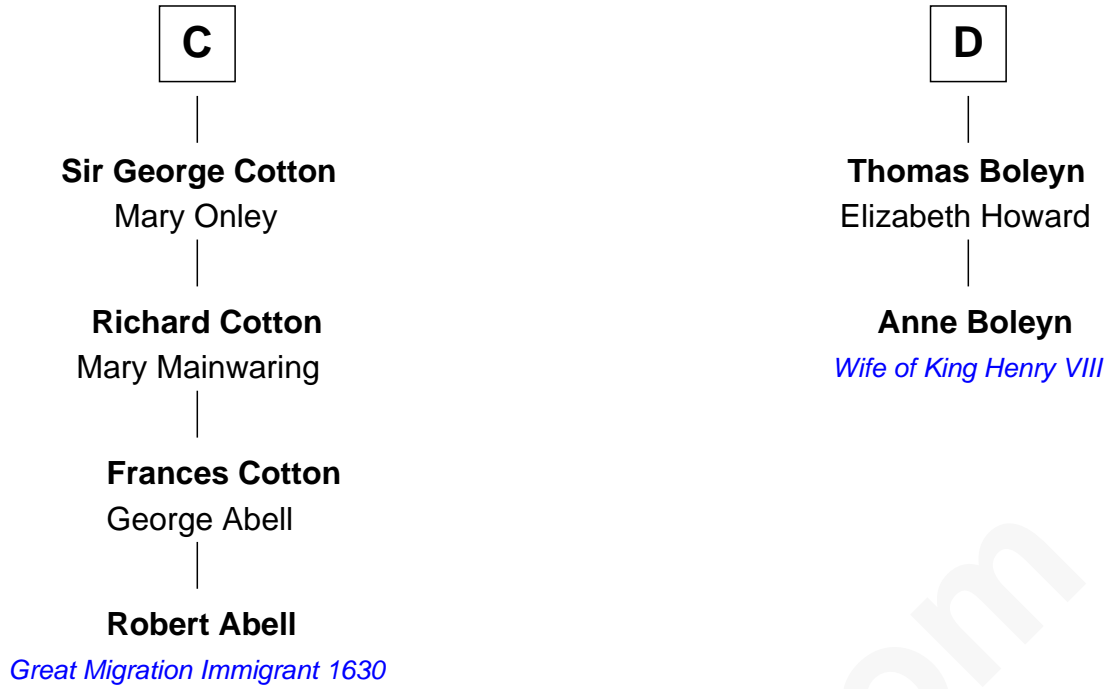 C
Sir George Cotton
Mary Onley
Richard Cotton
Mary Mainwaring
Frances Cotton
George Abell
Robert Abell
Great Migration Immigrant 1630
D
Thomas Boleyn
Elizabeth Howard
Anne Boleyn
Wife of King Henry VIII
om